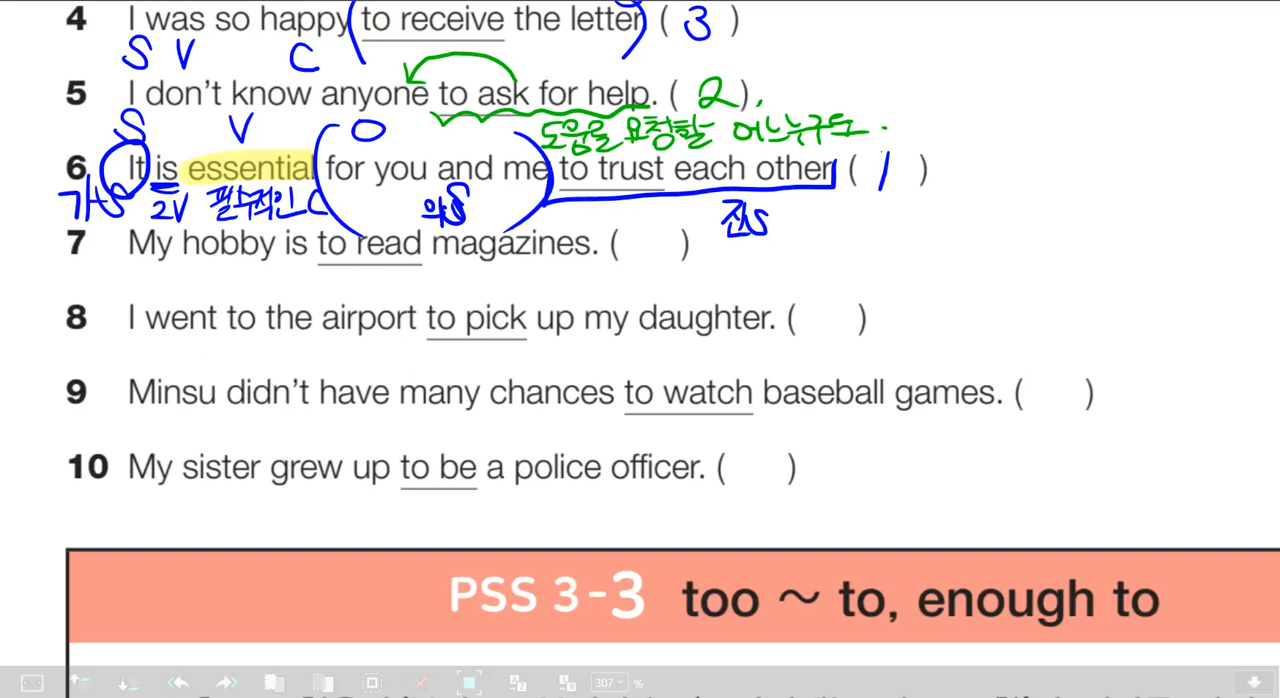 4 I was so happy to receive the letter ( 3 )
S V C
5 I don't know anyone to ask for help. ( 2 ).
S V O 도움을 요청할 어느누구도.
6 It is essential for you and me to trust each other ( 1 )
가S 2V 필수적인 C 의S 진S
7 My hobby is to read magazines. ( )
8 I went to the airport to pick up my daughter. ( )
9 Minsu didn't have many chances to watch baseball games. ( )
10 My sister grew up to be a police officer. ( )
PSS 3-3 too ~ to, enough to
307 %